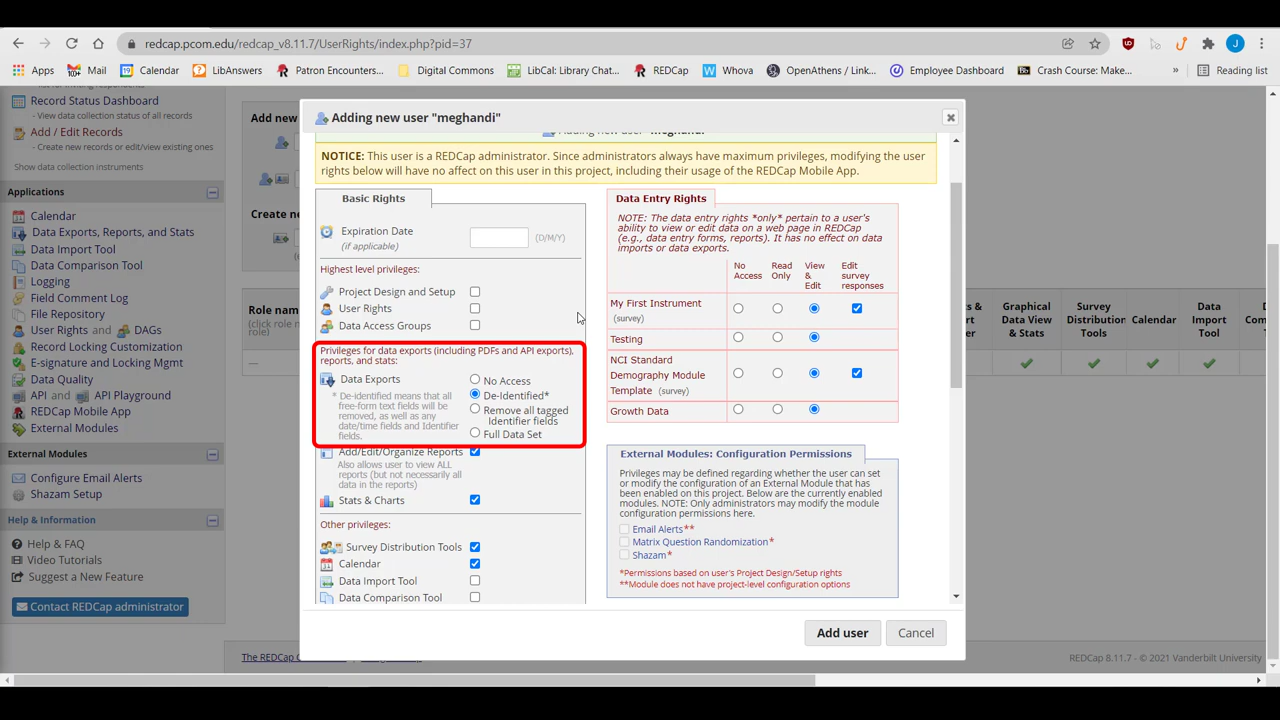 redcap.pcom.edu/redcap_v8.11.7/UserRights/index.php?pid=37
J
Apps
10+ Mail
19 Calendar
LibAnswers
Patron Encounters...
Digital Commons
LibCal: Library Chat...
REDCap
Whova
OpenAthens / Link...
Employee Dashboard
Crash Course: Make...
»
Reading list
Record Status Dashboard
- View data collection status of all records
Add / Edit Records
- Create new records or edit/view existing ones
Show data collection instruments
Applications
Calendar
Data Exports, Reports, and Stats
Data Import Tool
Data Comparison Tool
Logging
Field Comment Log
File Repository
User Rights and DAGs
Record Locking Customization
E-signature and Locking Mgmt
Data Quality
API and API Playground
REDCap Mobile App
External Modules
External Modules
Configure Email Alerts
Shazam Setup
Help & Information
Help & FAQ
Video Tutorials
Suggest a New Feature
Contact REDCap administrator
Add new
Create ne
Role name
(click role n
role)
—
Adding new user "meghandi"
NOTICE: This user is a REDCap administrator. Since administrators always have maximum privileges, modifying the user
rights below will have no affect on this user in this project, including their usage of the REDCap Mobile App.
Basic Rights
Expiration Date
(if applicable)
(D/M/Y)
Highest level privileges:
Project Design and Setup
User Rights
Data Access Groups
Privileges for data exports (including PDFs and API exports),
reports, and stats:
Data Exports
* De-identified means that all
free-form text fields will be
removed, as well as any
date/time fields and Identifier
fields.
No Access
De-Identified*
Remove all tagged
Identifier fields
Full Data Set
Add/Edit/Organize Reports
Also allows user to view ALL
reports (but not necessarily all
data in the reports)
Stats & Charts
Other privileges:
Survey Distribution Tools
Calendar
Data Import Tool
Data Comparison Tool
Data Entry Rights
NOTE: The data entry rights *only* pertain to a user's
ability to view or edit data on a web page in REDCap
(e.g., data entry forms, reports). It has no effect on data
imports or data exports.
No
Access
Read
Only
View
&
Edit
Edit
survey
responses
My First Instrument
(survey)
Testing
NCI Standard
Demography Module
Template (survey)
Growth Data
External Modules: Configuration Permissions
Privileges may be defined regarding whether the user can set
or modify the configuration of an External Module that has
been enabled on this project. Below are the currently enabled
modules. NOTE: Only administrators may modify the module
configuration permissions here.
Email Alerts**
Matrix Question Randomization*
Shazam*
*Permissions based on user's Project Design/Setup rights
**Module does not have project-level configuration options
Add user
Cancel
Graphical
Data View
& Stats
Survey
Distribution
Tools
Calendar
Data
Import
Tool
The REDC
REDCap 8.11.7 - © 2021 Vanderbilt University